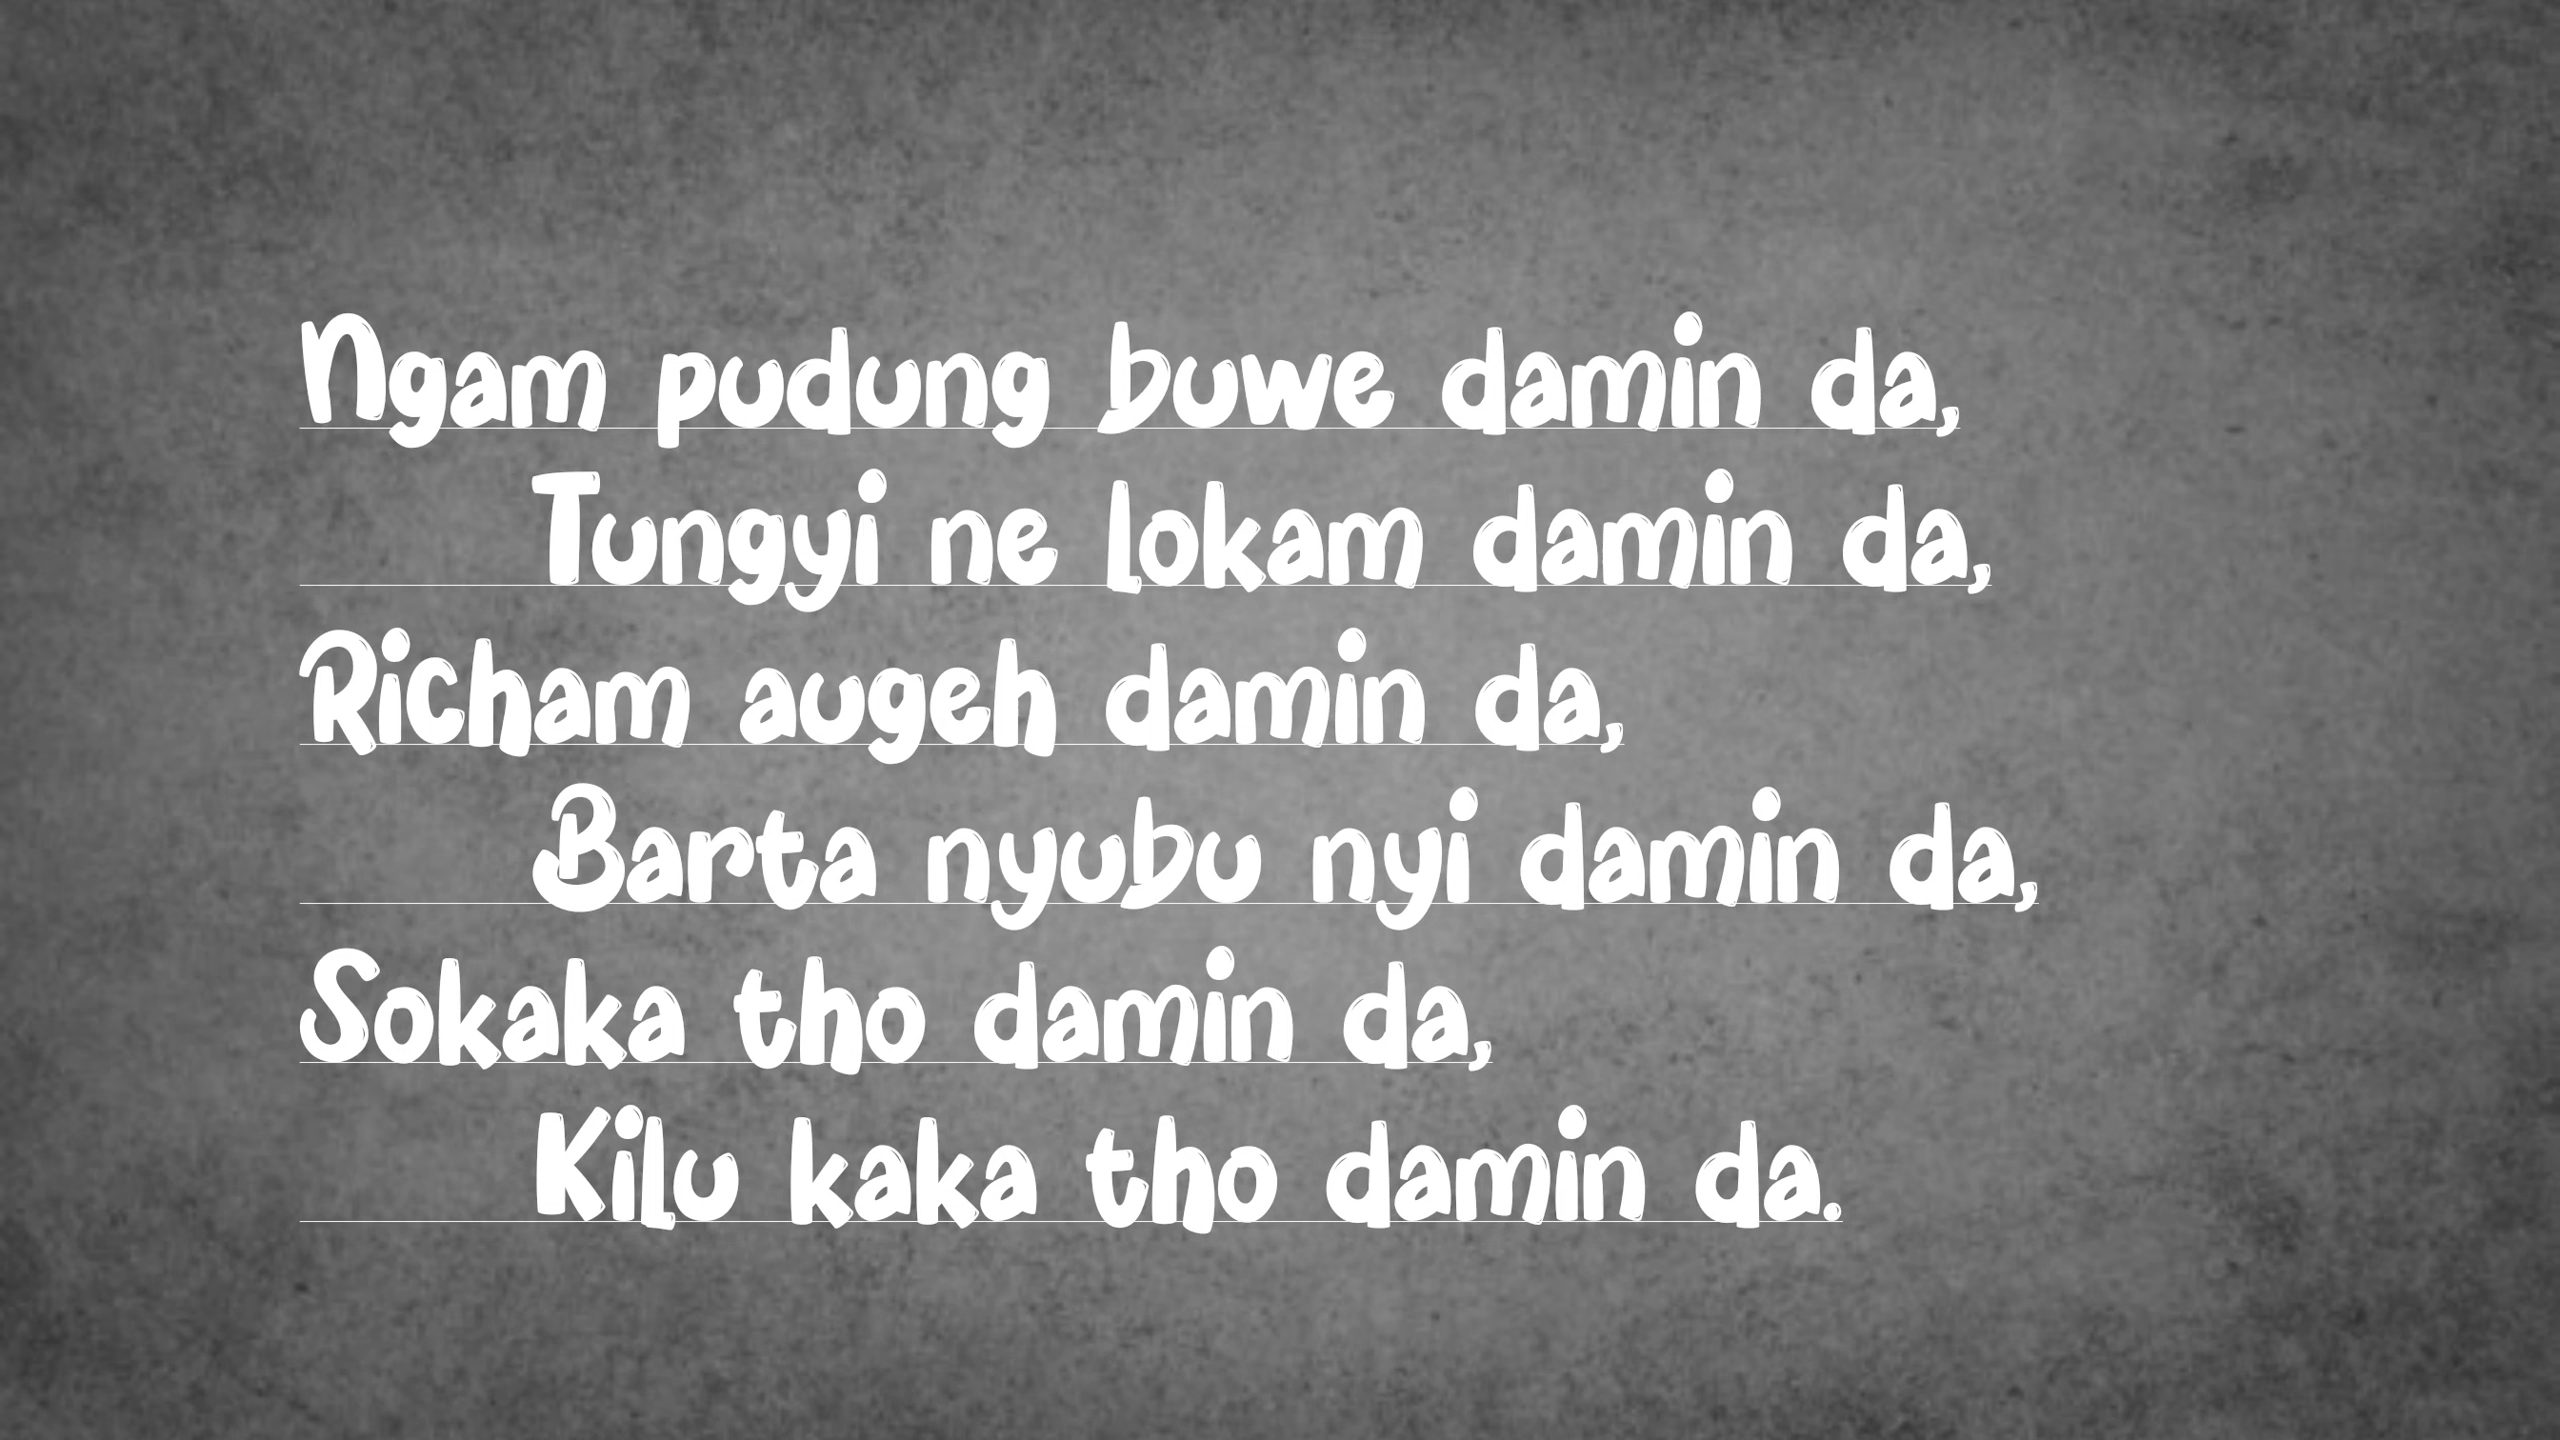 Ngam pudung buwe damin da,
Tungyi ne lokam damin da,
Richam augeh damin da,
Barta nyubu nyi damin da,
Sokaka tho damin da,
Kilu kaka tho damin da.